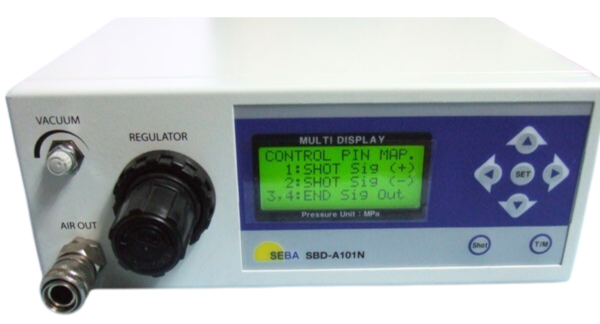 VACUUM
REGULATOR
AIR OUT
MULTI DISPLAY
CONTROL PIN MAP.
1:SHOT Sig (+)
2:SHOT Sig (-)
3,4:END Sig Out
Pressure Unit : MPa
SEBA SBD-A101N
SET
Shot
T/M